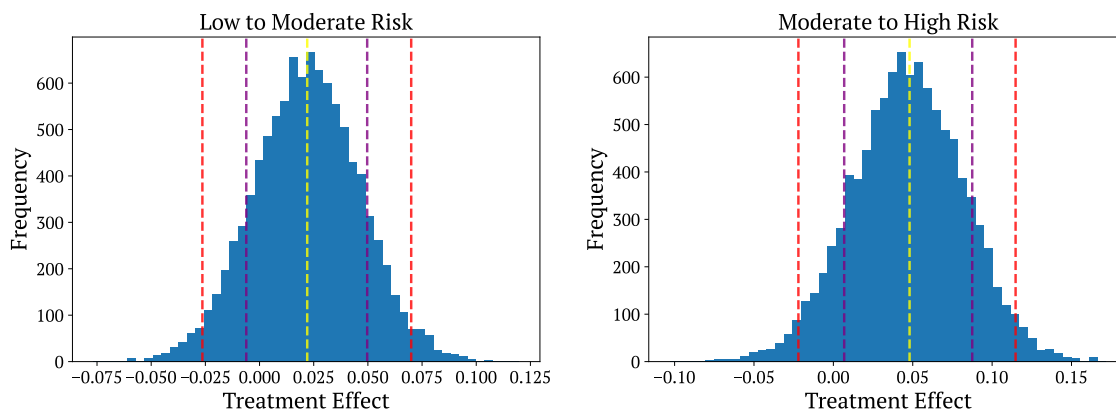 Low to Moderate Risk
Frequency
600
500
400
300
200
100
0
−0.075 −0.050 −0.025 0.000 0.025 0.050 0.075 0.100 0.125
Treatment Effect
Moderate to High Risk
Frequency
600
500
400
300
200
100
0
−0.10 −0.05 0.00 0.05 0.10 0.15
Treatment Effect